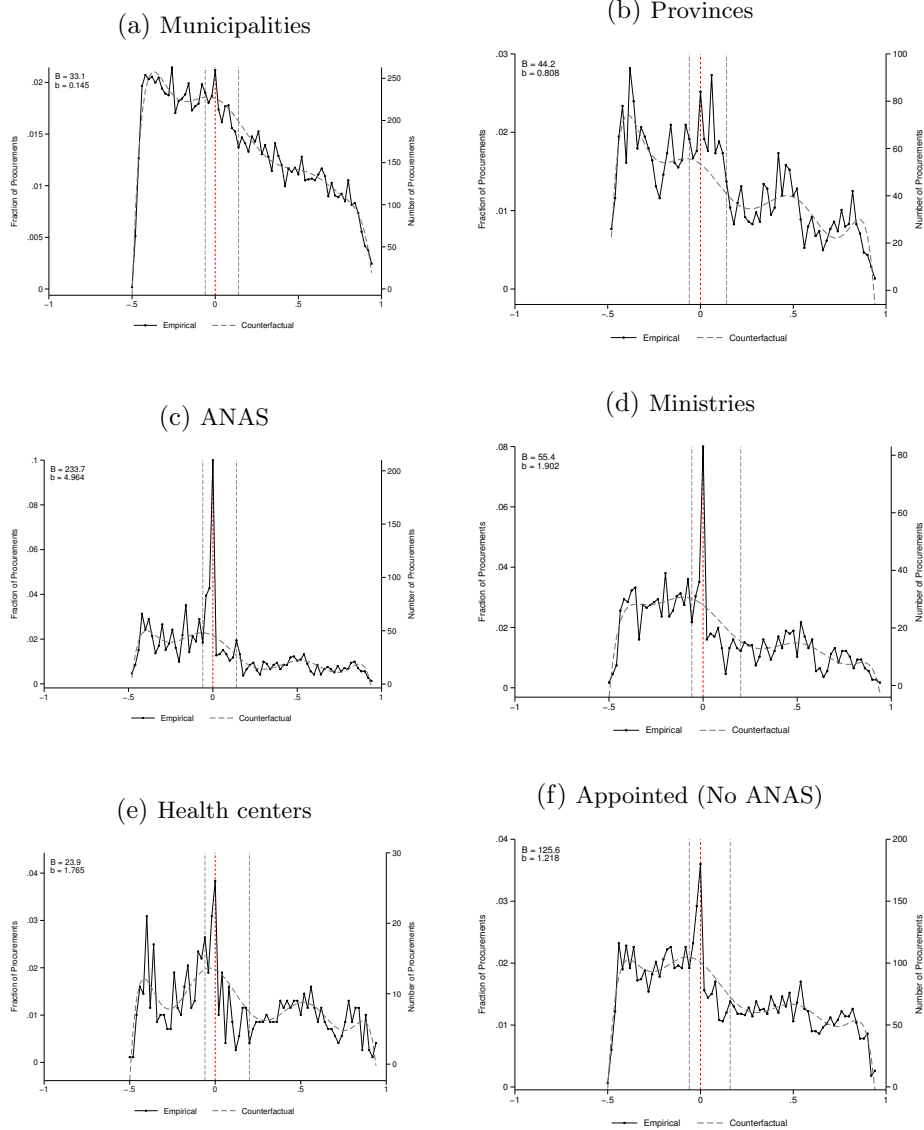 (a) Municipalities
B = 33.1
b = 0.145
.02
.015
.01
.005
0
Fraction of Procurements
250
200
150
100
50
0
Number of Procurements
−1
−.5
0
.5
1
Empirical
Counterfactual
(b) Provinces
B = 44.2
b = 0.808
.03
.02
.01
0
Fraction of Procurements
100
80
60
40
20
0
Number of Procurements
−1
−.5
0
.5
1
Empirical
Counterfactual
(c) ANAS
B = 233.7
b = 4.964
.1
.08
.06
.04
.02
0
Fraction of Procurements
200
150
100
50
0
Number of Procurements
−1
−.5
0
.5
1
Empirical
Counterfactual
(d) Ministries
B = 55.4
b = 1.902
.08
.06
.04
.02
0
Fraction of Procurements
80
60
40
20
0
Number of Procurements
−1
−.5
0
.5
1
Empirical
Counterfactual
(e) Health centers
B = 23.9
b = 1.765
.04
.03
.02
.01
0
Fraction of Procurements
30
20
10
0
Number of Procurements
−1
−.5
0
.5
1
Empirical
Counterfactual
(f) Appointed (No ANAS)
B = 125.6
b = 1.218
.04
.03
.02
.01
0
Fraction of Procurements
200
150
100
50
0
Number of Procurements
−1
−.5
0
.5
1
Empirical
Counterfactual